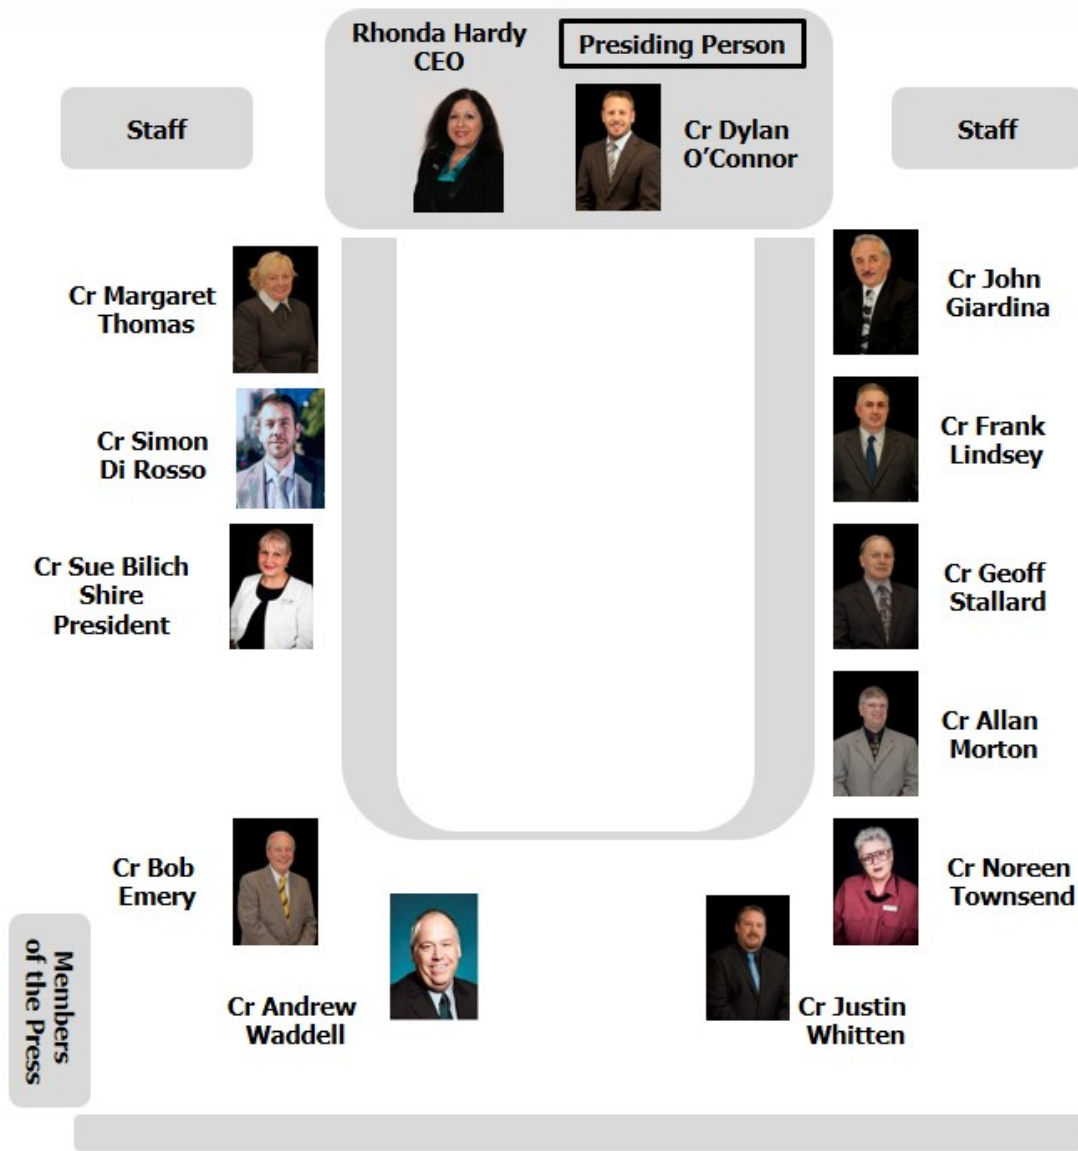 Rhonda Hardy
CEO
Presiding Person
Cr Dylan
O’Connor
Staff
Staff
Cr Margaret
Thomas
Cr John
Giardina
Cr Simon
Di Rosso
Cr Frank
Lindsey
Cr Sue Bilich
Shire
President
Cr Geoff
Stallard
Cr Allan
Morton
Cr Bob
Emery
Cr Noreen
Townsend
Members
of the Press
Cr Andrew
Waddell
Cr Justin
Whitten